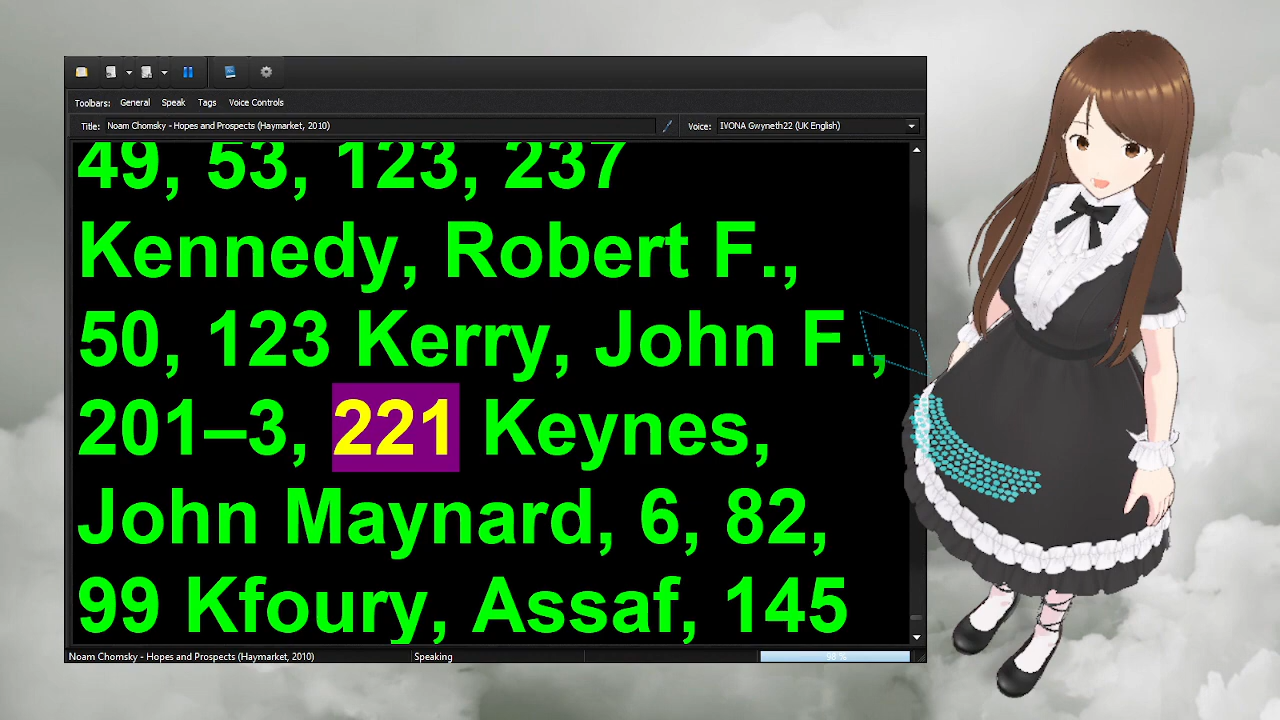 Toolbars: General Speak Tags Voice Controls
Title: Noam Chomsky - Hopes and Prospects (Haymarket, 2010) Voice: IVONA Gwyneth22 (UK English)
49, 53, 123, 237
Kennedy, Robert F.,
50, 123 Kerry, John F.,
201–3, 221 Keynes,
John Maynard, 6, 82,
99 Kfoury, Assaf, 145
Noam Chomsky - Hopes and Prospects (Haymarket, 2010) Speaking 98 %